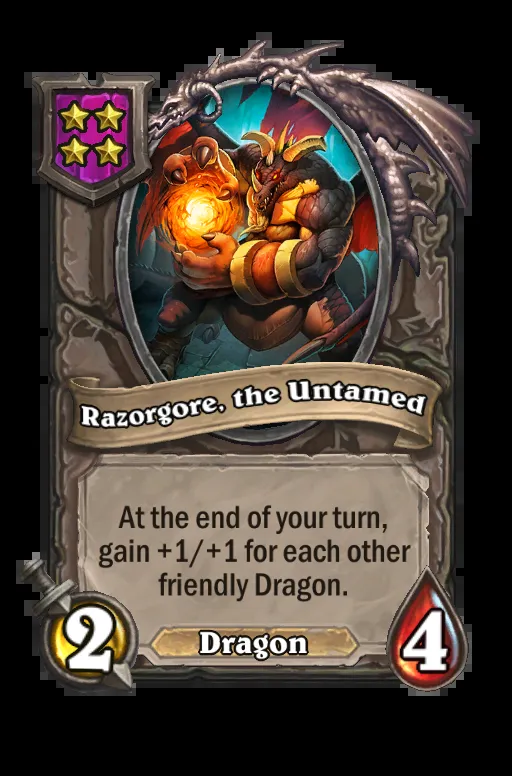 Razorgore, the Untamed
At the end of your turn,
gain +1/+1 for each other
friendly Dragon.
2
Dragon
4